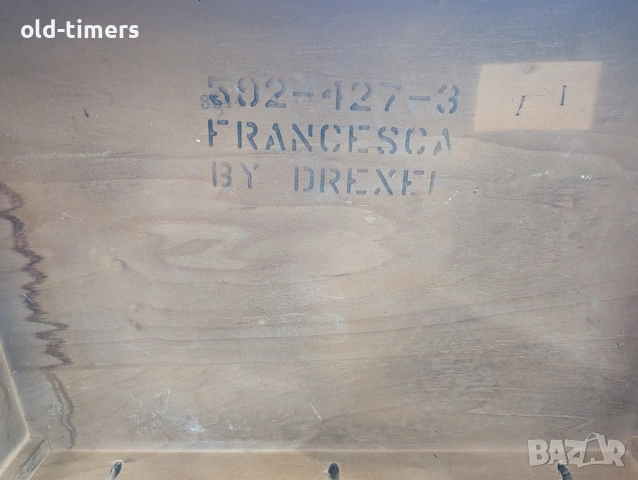 old-timers
592-427-3
FRANCESCA
BY DREXEL
BAZAR